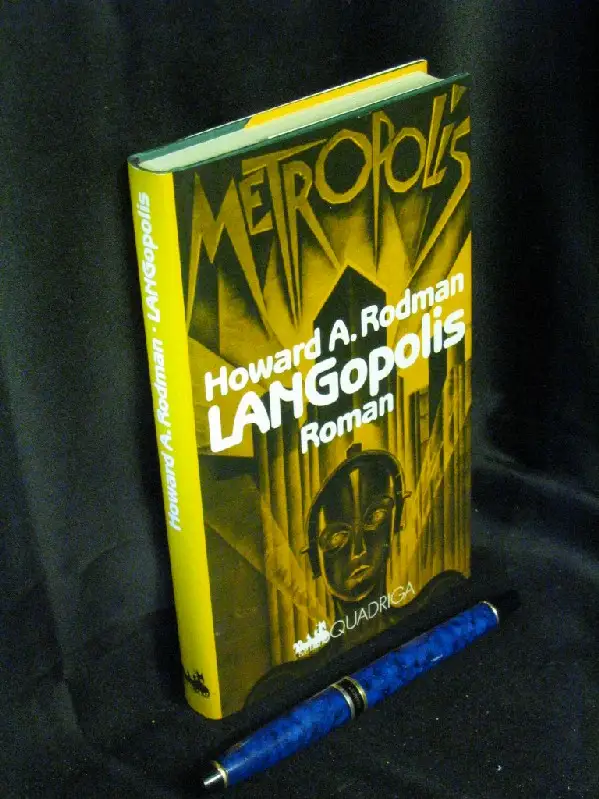 METROPOLIS
Howard A. Rodman
LANGopolis
Roman
QUADRIGA
Howard A. Rodman · LANGopolis